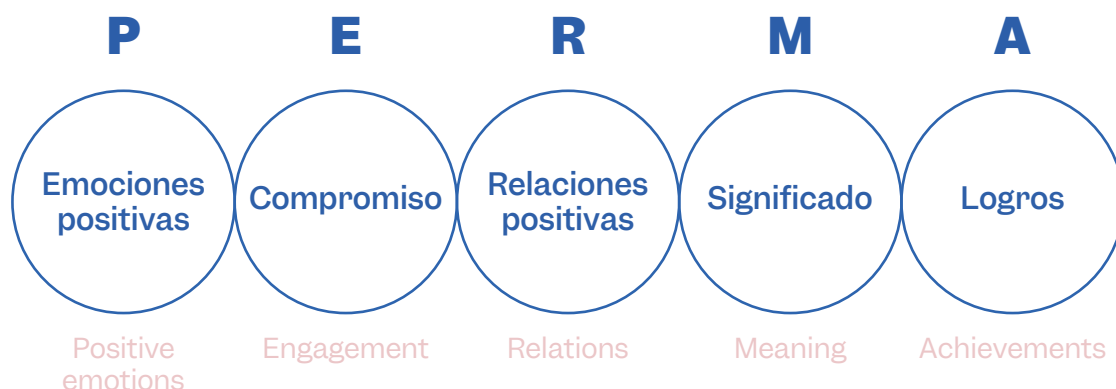 P E R M A
Emociones
positivas
Compromiso
Relaciones
positivas
Significado
Logros
Positive
emotions
Engagement
Relations
Meaning
Achievements